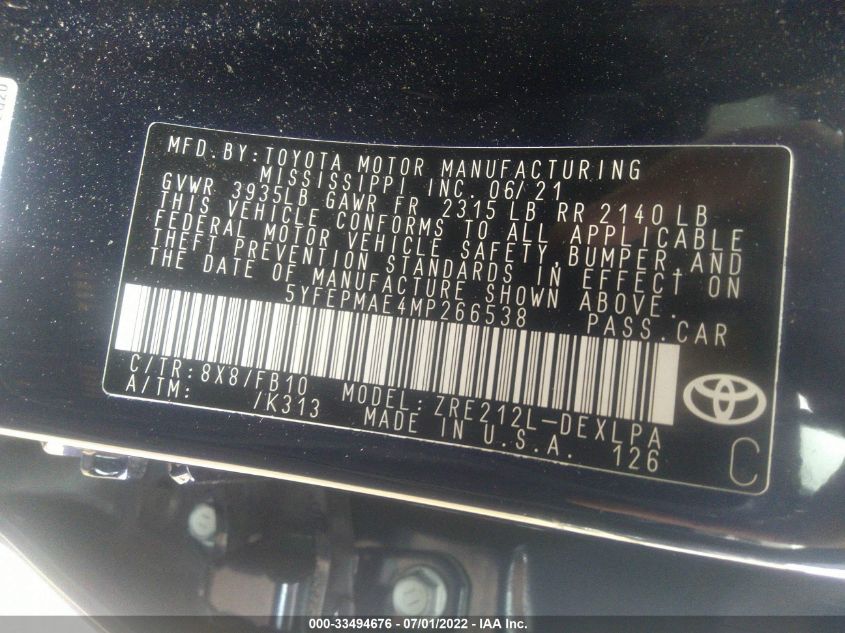 MFD.BY:TOYOTA MOTOR MANUFACTURING
MISSISSIPPI INC. 06/21
GVWR 3935LB GAWR FR 2315 LB RR 2140 LB
THIS VEHICLE CONFORMS TO ALL APPLICABLE
FEDERAL MOTOR VEHICLE SAFETY,BUMPER,AND
THEFT PREVENTION STANDARDS IN EFFECT ON
THE DATE OF MANUFACTURE SHOWN ABOVE.
5YFEPMAE4MP266538 PASS.CAR
C/TR:8X8/FB10 MODEL:ZRE212L-DEXLPA
A/TM: /K313 MADE IN U.S.A. 126
C
000-33494676 - 07/01/2022 - IAA Inc.